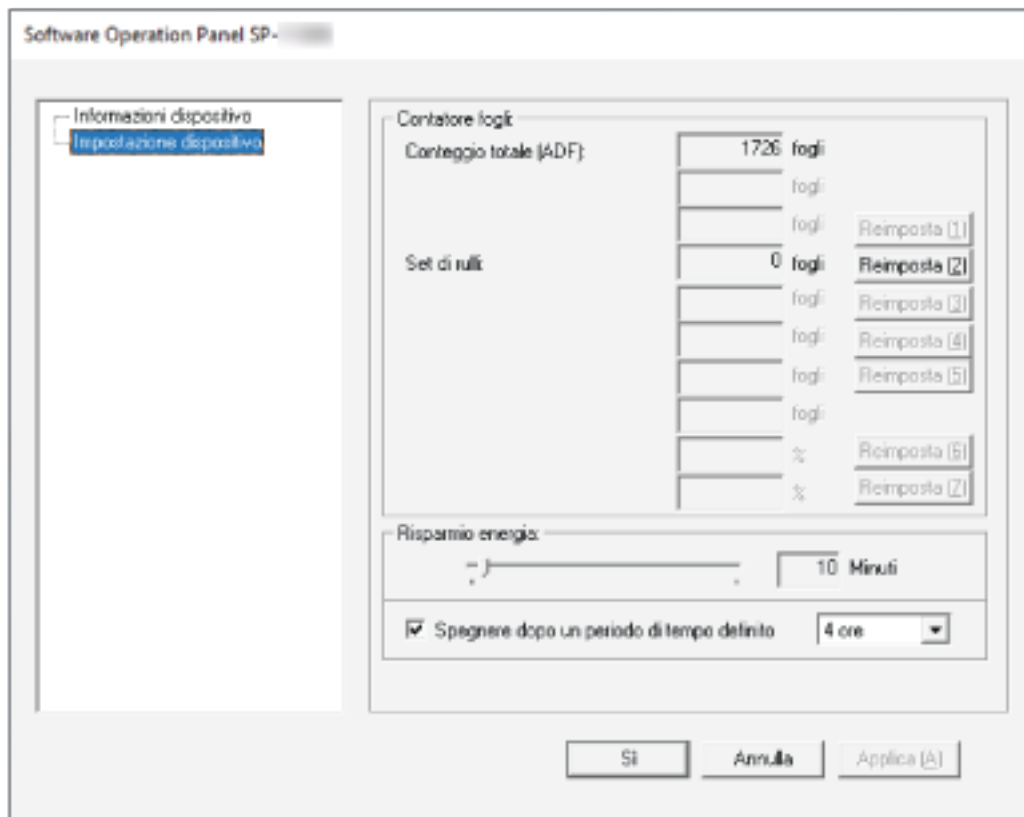 Software Operation Panel SP-
Informazioni dispositivo
Impostazione dispositivo
Contatore fogli:
Conteggio totale (ADF): 1726 fogli
fogli
fogli Reimposta (1)
Set di rulli: 0 fogli Reimposta (2)
fogli Reimposta (3)
fogli Reimposta (4)
fogli Reimposta (5)
fogli
% Reimposta (6)
% Reimposta (7)
Risparmio energia:
10 Minuti
Spegnere dopo un periodo di tempo definito 4 ore
Sì Annulla Applica (A)